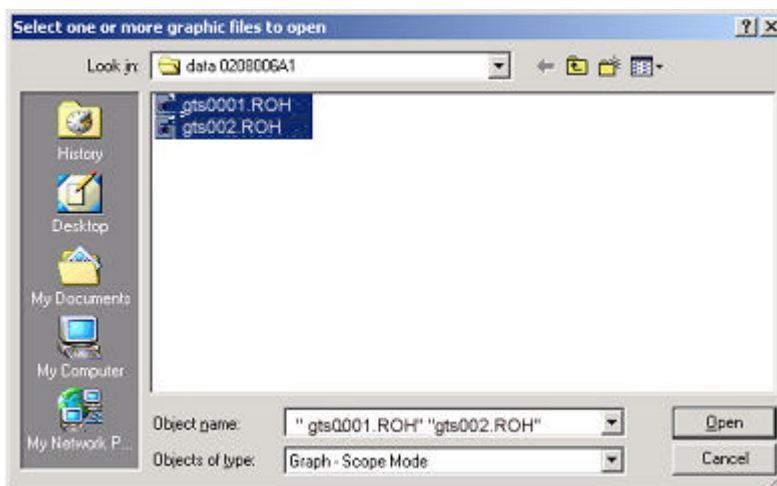 Select one or more graphic files to open
Look in: data 0208006A1
gts0001.ROH
gts002.ROH
History
Desktop
My Documents
My Computer
My Network P...
Object name: " gts0001.ROH" "gts002.ROH" Open
Objects of type: Graph - Scope Mode Cancel